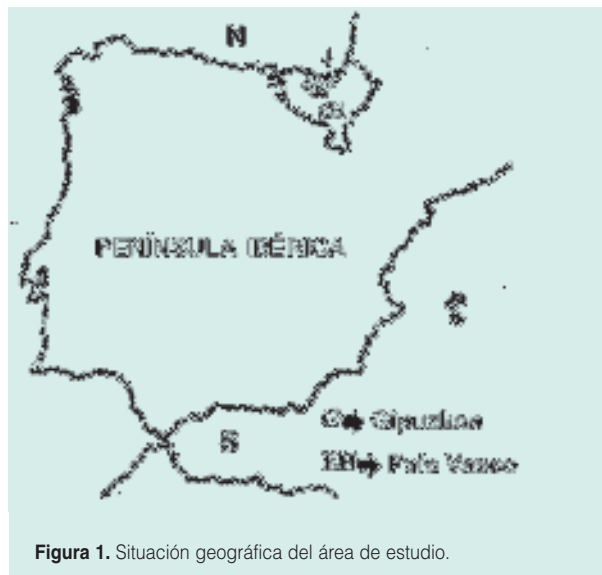 N
PENÍNSULA IBÉRICA
S
Gipuzkoa
País Vasco
Figura 1. Situación geográfica del área de estudio.